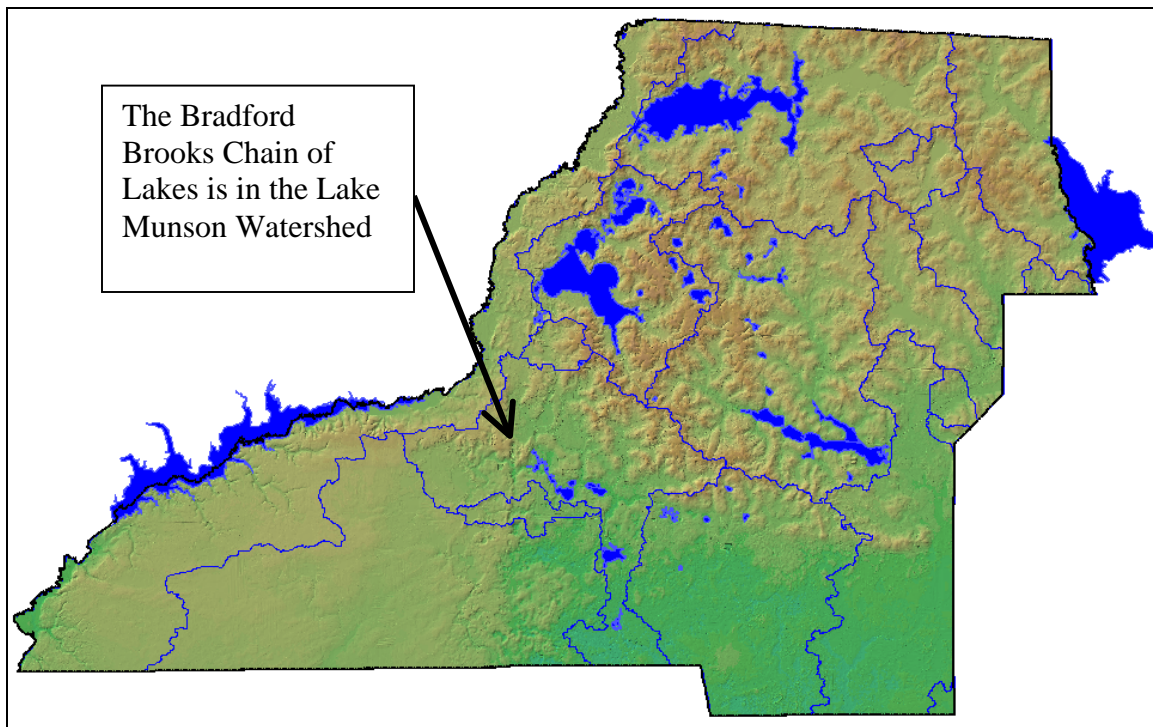 The Bradford
Brooks Chain of
Lakes is in the Lake
Munson Watershed